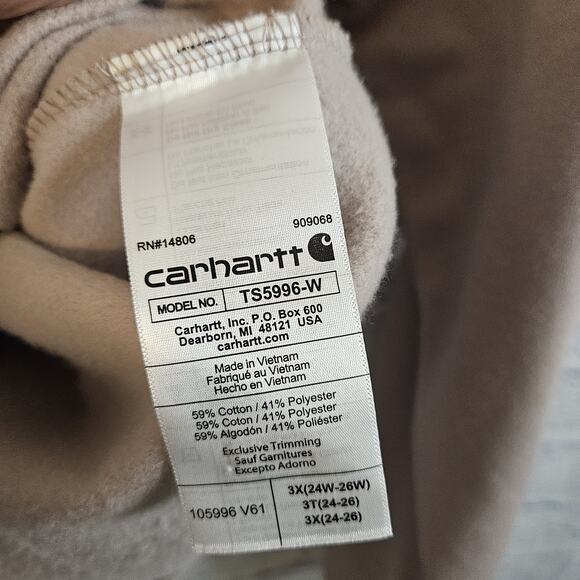 RN#14806 909068
carhartt
MODEL NO. TS5996-W
Carhartt, Inc. P.O. Box 600
Dearborn, MI 48121 USA
carhartt.com
Made in Vietnam
Fabriqué au Vietnam
Hecho en Vietnam
59% Cotton / 41% Polyester
59% Coton / 41% Polyester
59% Algodón / 41% Poliéster
Exclusive Trimming
Sauf Garnitures
Excepto Adorno
105996 V61
3X(24W-26W)
3T(24-26)
3X(24-26)